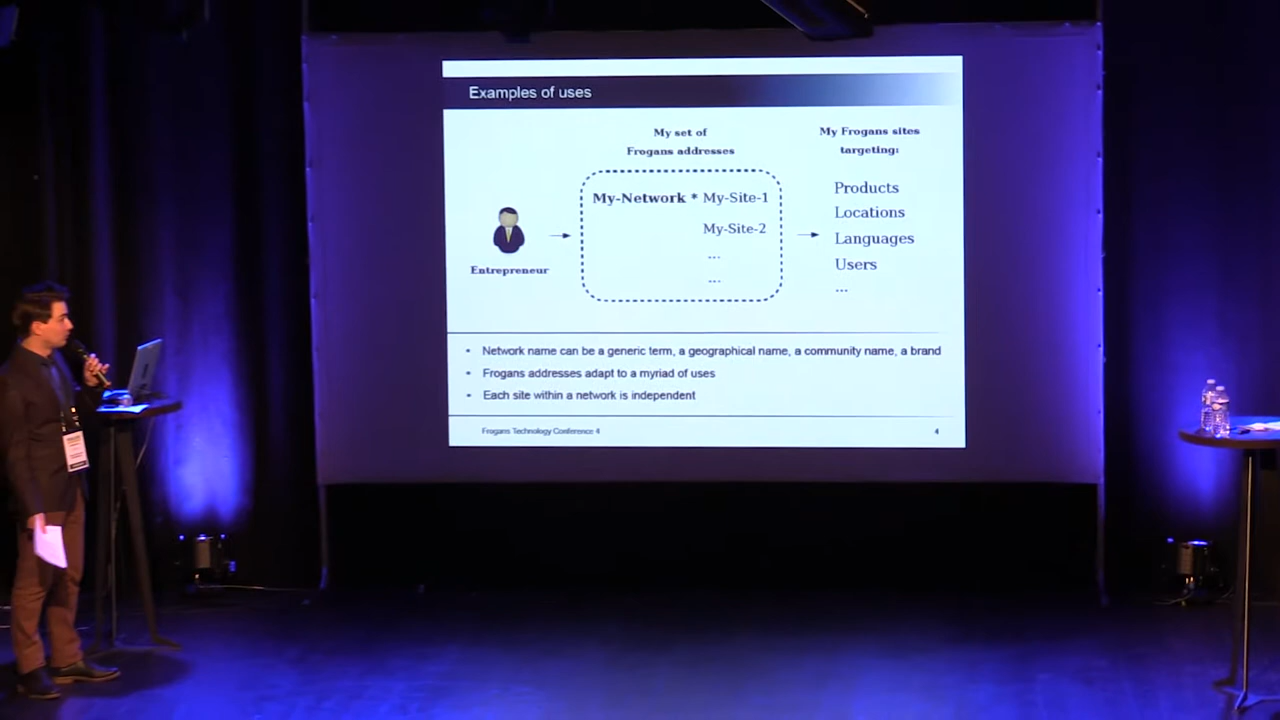 Examples of uses
My set of
Frogans addresses
My Frogans sites
targeting:
My-Network * My-Site-1
My-Site-2
...
...
Entrepreneur
Products
Locations
Languages
Users
...
• Network name can be a generic term, a geographical name, a community name, a brand
• Frogans addresses adapt to a myriad of uses
• Each site within a network is independent
Frogans Technology Conference 4
4